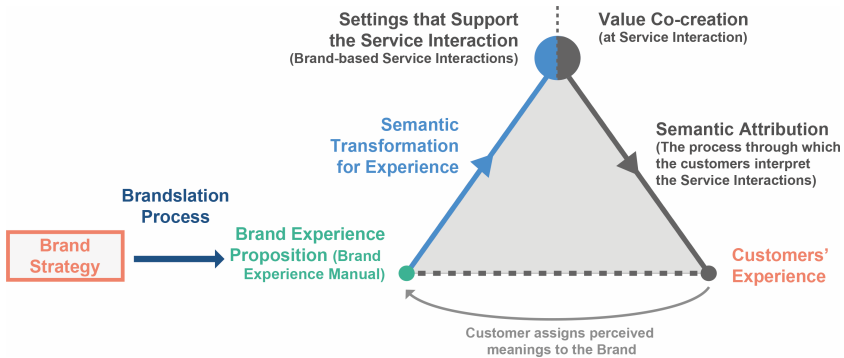 Settings that Support
the Service Interaction
(Brand-based Service Interactions)
Value Co-creation
(at Service Interaction)
Semantic
Transformation
for Experience
Semantic Attribution
(The process through which
the customers interpret
the Service Interactions)
Brandslation
Process
Brand
Strategy
Brand Experience
Proposition (Brand
Experience Manual)
Customers’
Experience
Customer assigns perceived
meanings to the Brand